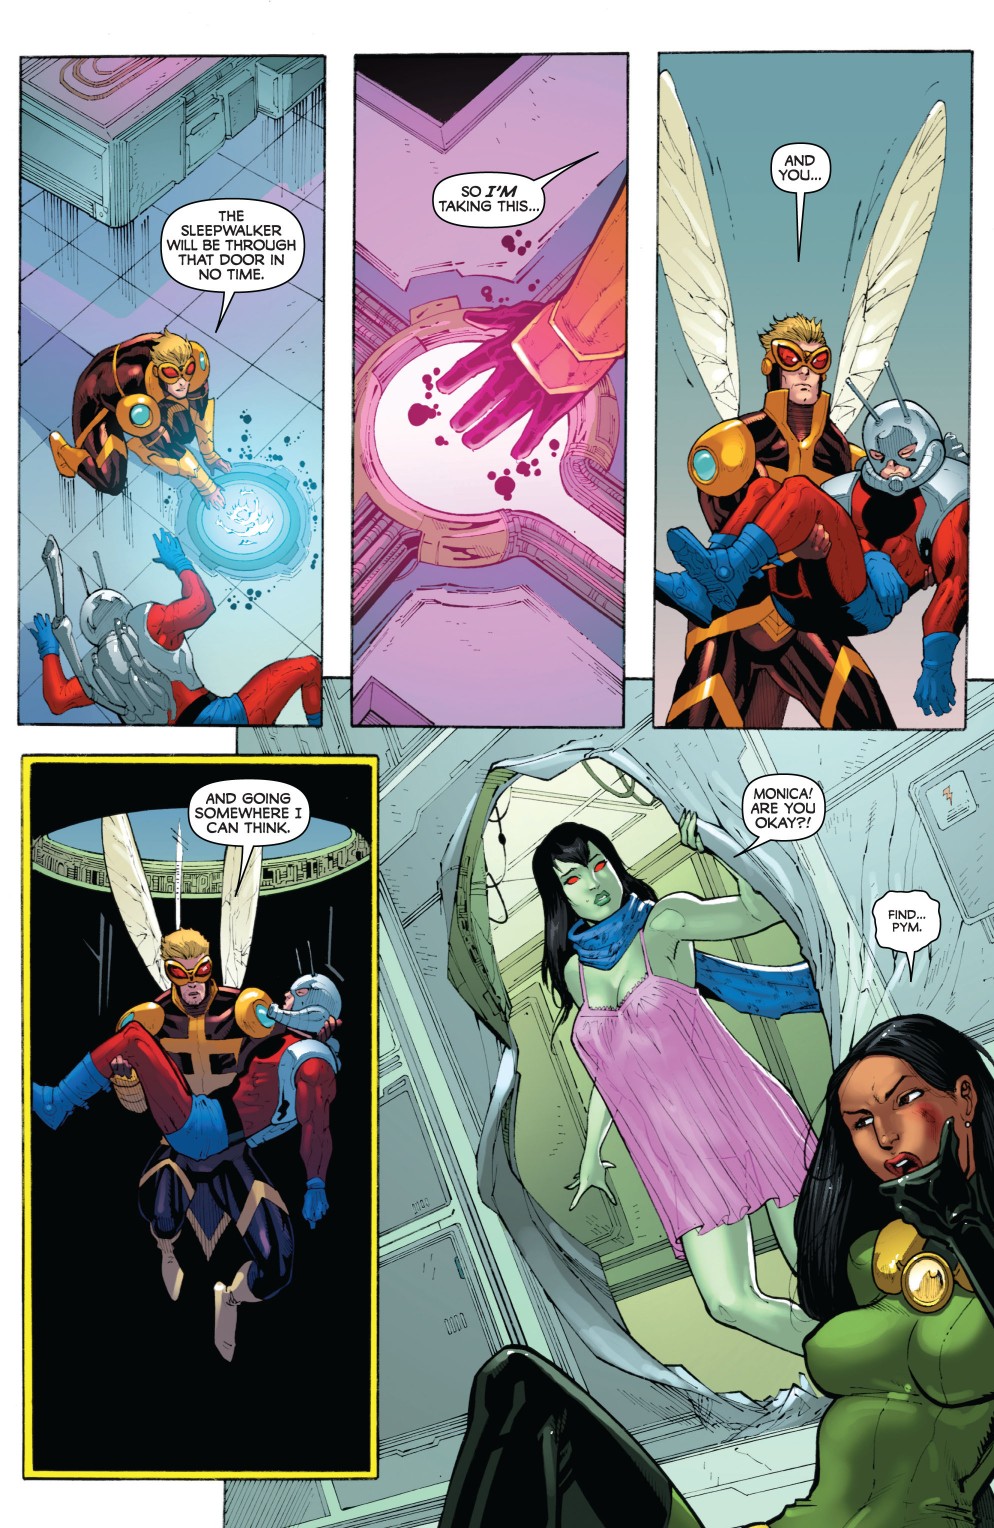 THE
SLEEPWALKER
WILL BE THROUGH
THAT DOOR IN
NO TIME.
SO I'M
TAKING THIS...
AND
YOU...
AND GOING
SOMEWHERE I
CAN THINK.
MONICA!
ARE YOU
OKAY?!
FIND...
PYM.